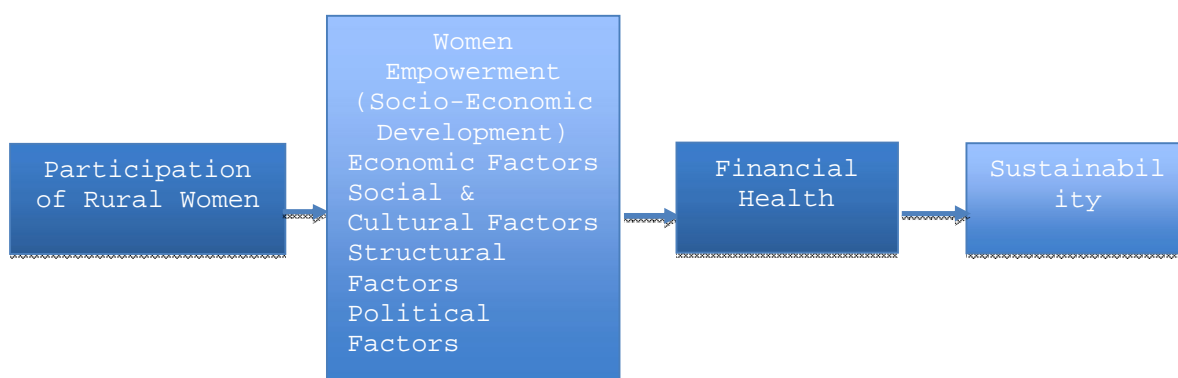 Participation
of Rural Women
Women
Empowerment
(Socio-Economic
Development)
Economic Factors
Social &
Cultural Factors
Structural
Factors
Political
Factors
Financial
Health
Sustainabil
ity